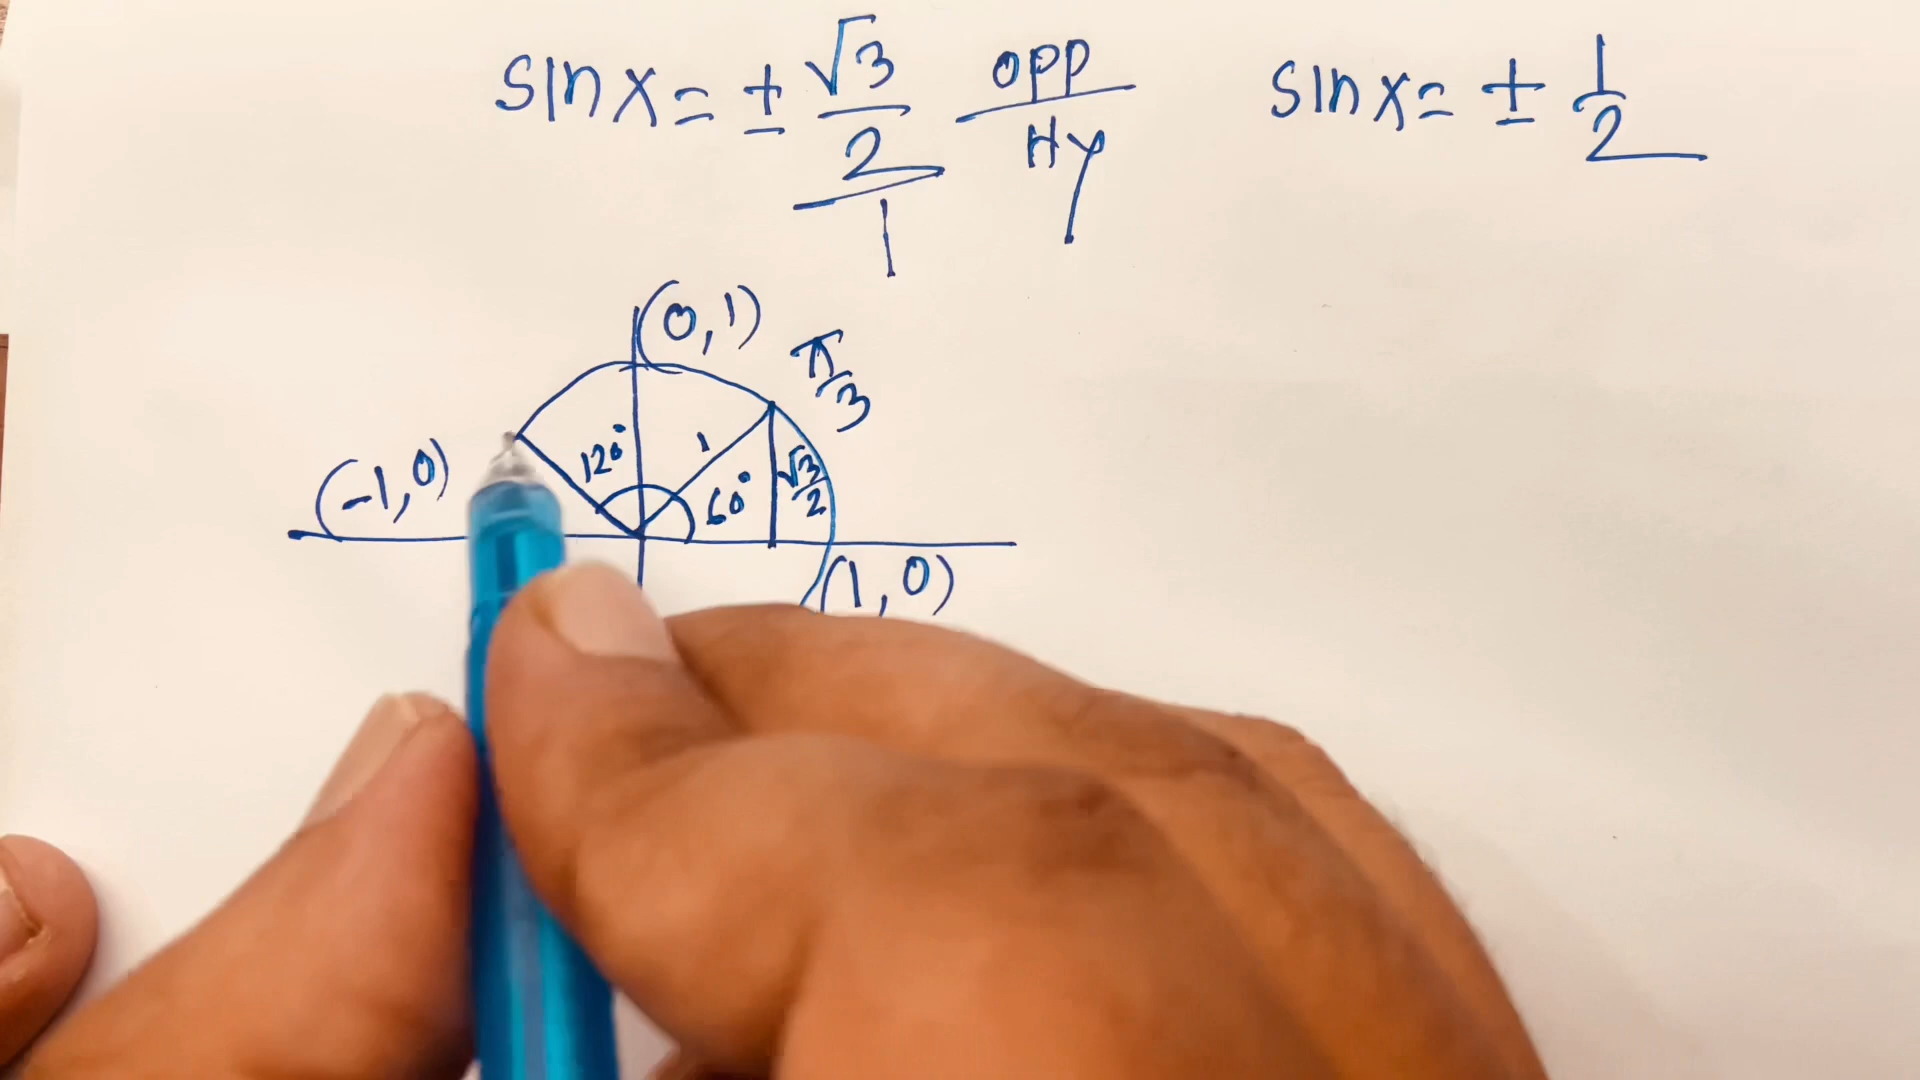 sin x = ± √3/2/1 opp/Hy sin x = ± 1/2
(0,1)
π/3
(-1,0) 120° 1 60° √3/2
(1,0)